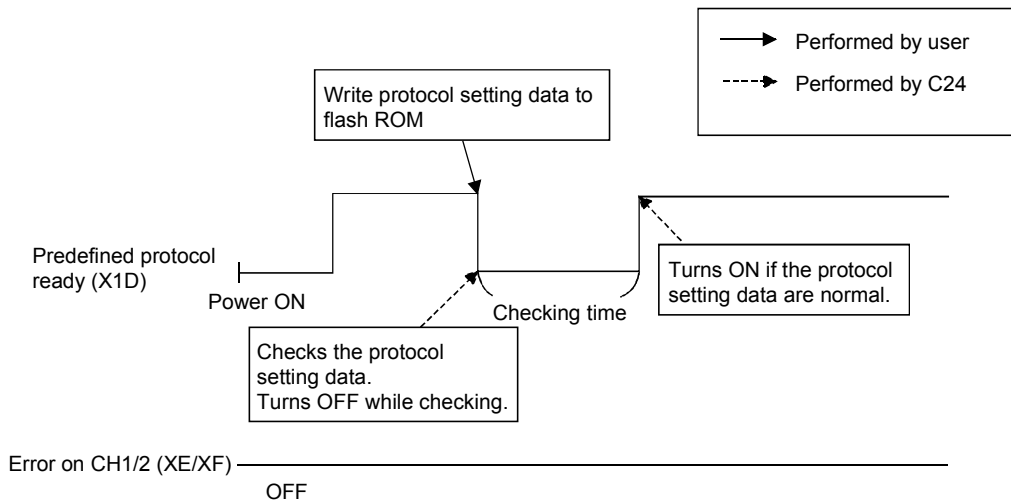 Performed by user
Performed by C24
Write protocol setting data to
flash ROM
Predefined protocol
ready (X1D)
Power ON
Checking time
Turns ON if the protocol
setting data are normal.
Checks the protocol
setting data.
Turns OFF while checking.
Error on CH1/2 (XE/XF)
OFF